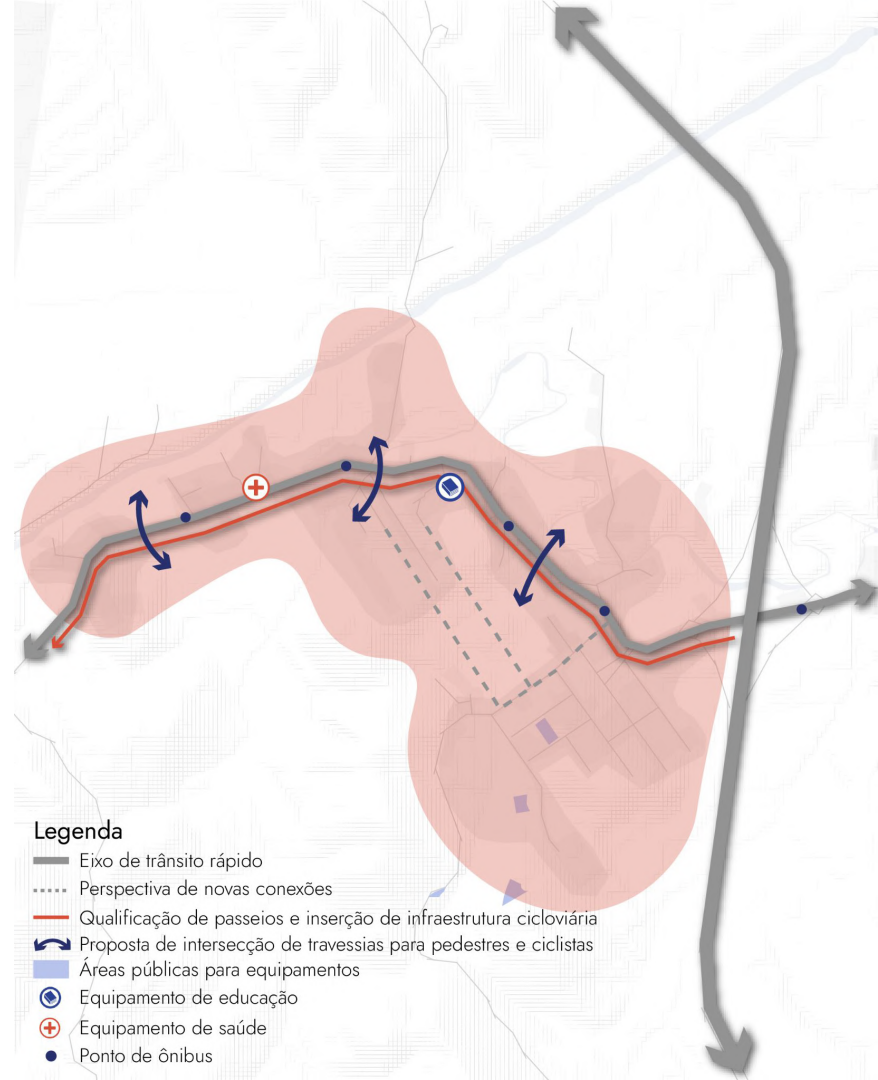 Legenda
Eixo de trânsito rápido
Perspectiva de novas conexões
Qualificação de passeios e inserção de infraestrutura cicloviária
Proposta de intersecção de travessias para pedestres e ciclistas
Áreas públicas para equipamentos
Equipamento de educação
Equipamento de saúde
Ponto de ônibus